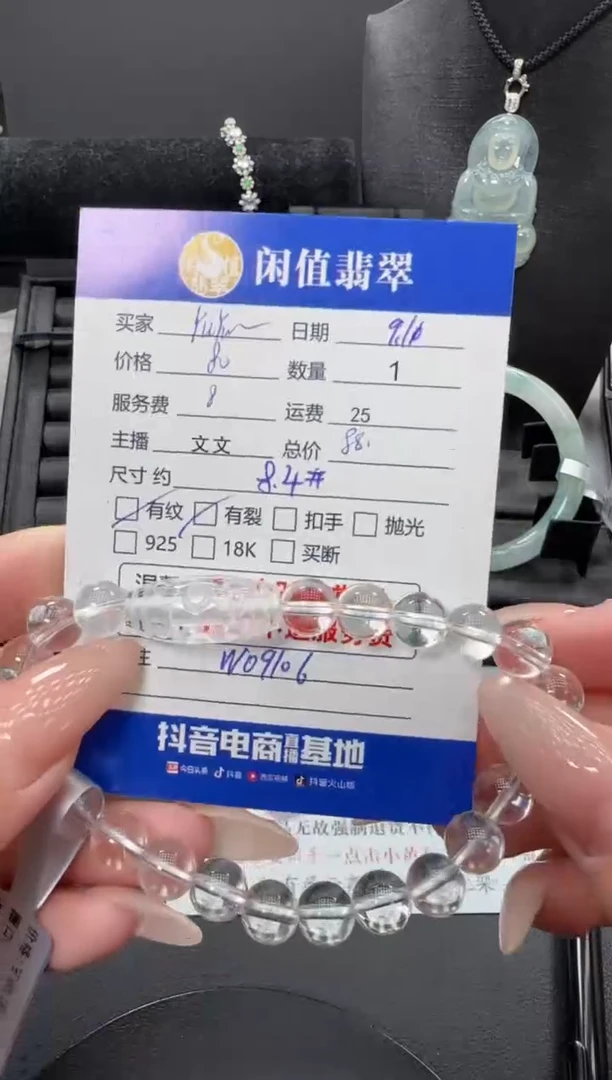 闲值翡翠
买家 日期 9.10
价格 80 数量 1
服务费 8 运费 25
主播 文文 总价 88.
尺寸 约 8.4#
有纹 有裂 扣手 抛光
925 18K 买断
W09106
抖音电商直播基地
今日头条 抖音 西瓜视频 抖音火山版